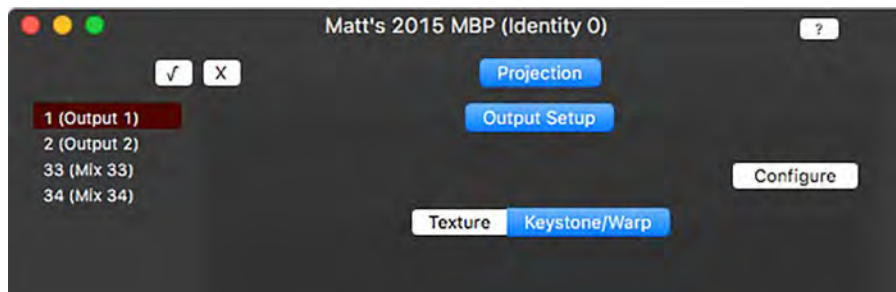 Matt's 2015 MBP (Identity 0)
?
√ X
Projection
1 (Output 1)
Output Setup
2 (Output 2)
33 (Mix 33)
Configure
34 (Mix 34)
Texture Keystone/Warp